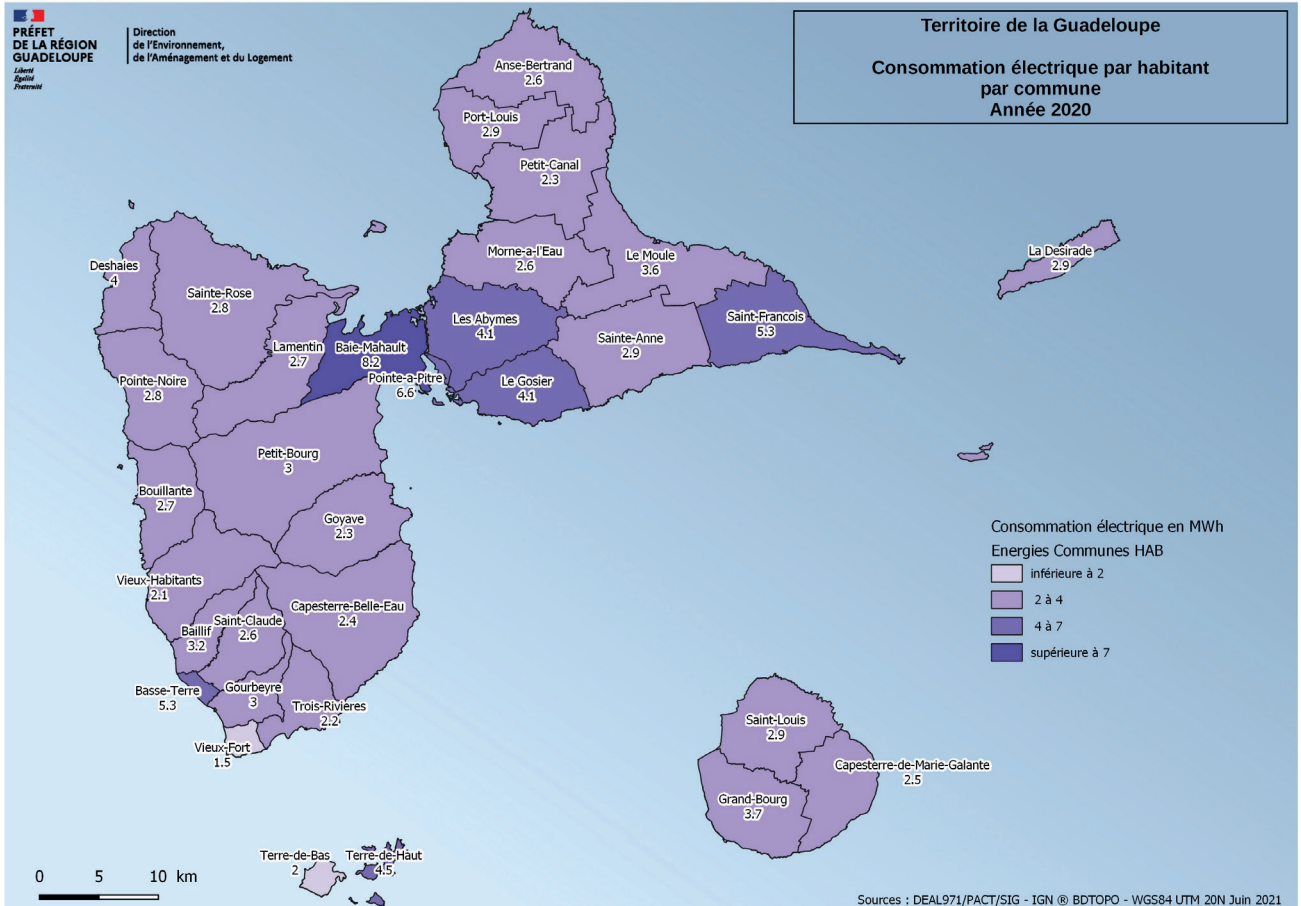 PRÉFET
DE LA RÉGION
GUADELOUPE
Liberté
Égalité
Fraternité
Direction
de l'Environnement,
de l'Aménagement et du Logement
Territoire de la Guadeloupe
Consommation électrique par habitant
par commune
Année 2020
Anse-Bertrand
2.6
Port-Louis
2.9
Petit-Canal
2.3
Morne-a-l'Eau
2.6
Le Moule
3.6
La Desirade
2.9
Deshaies
4
Sainte-Rose
2.8
Les Abymes
4.1
Saint-Francois
5.3
Sainte-Anne
2.9
Lamentin
2.7
Baie-Mahault
8.2
Pointe-a-Pitre
6.6
Le Gosier
4.1
Pointe-Noire
2.8
Petit-Bourg
3
Bouillante
2.7
Goyave
2.3
Vieux-Habitants
2.1
Capesterre-Belle-Eau
2.4
Saint-Claude
2.6
Baillif
3.2
Basse-Terre
5.3
Gourbeyre
3
Trois-Rivieres
2.2
Vieux-Fort
1.5
Terre-de-Bas
2
Terre-de-Haut
4.5
Saint-Louis
2.9
Capesterre-de-Marie-Galante
2.5
Grand-Bourg
3.7
Consommation électrique en MWh
Energies Communes HAB
inférieure à 2
2 à 4
4 à 7
supérieure à 7
0 5 10 km
Sources : DEAL971/PACT/SIG - IGN ® BDTOPO - WGS84 UTM 20N Juin 2021